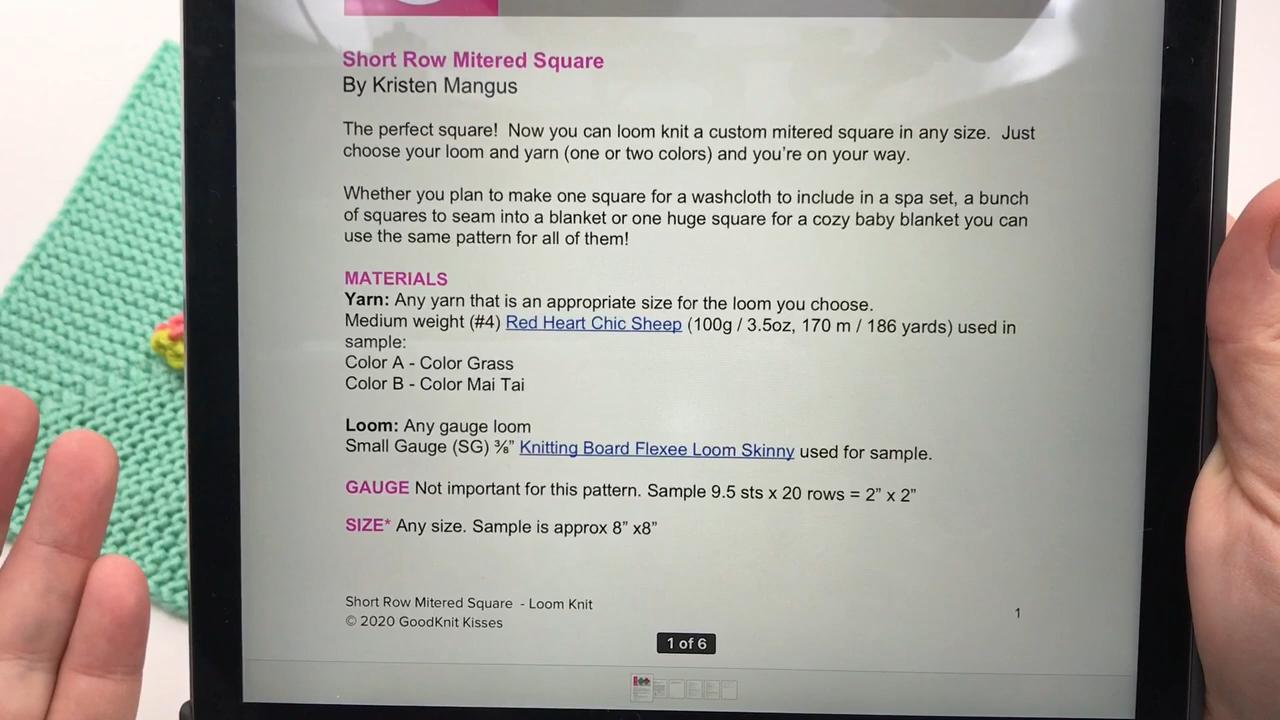 Short Row Mitered Square
By Kristen Mangus
The perfect square!  Now you can loom knit a custom mitered square in any size.  Just
choose your loom and yarn (one or two colors) and you're on your way.
Whether you plan to make one square for a washcloth to include in a spa set, a bunch
of squares to seam into a blanket or one huge square for a cozy baby blanket you can
use the same pattern for all of them!
MATERIALS
Yarn: Any yarn that is an appropriate size for the loom you choose.
Medium weight (#4) Red Heart Chic Sheep (100g / 3.5oz, 170 m / 186 yards) used in
sample:
Color A - Color Grass
Color B - Color Mai Tai
Loom: Any gauge loom
Small Gauge (SG) ⅜” Knitting Board Flexee Loom Skinny used for sample.
GAUGE Not important for this pattern. Sample 9.5 sts x 20 rows = 2” x 2”
SIZE* Any size. Sample is approx 8” x8”
Short Row Mitered Square  - Loom Knit
© 2020 GoodKnit Kisses
1
1 of 6